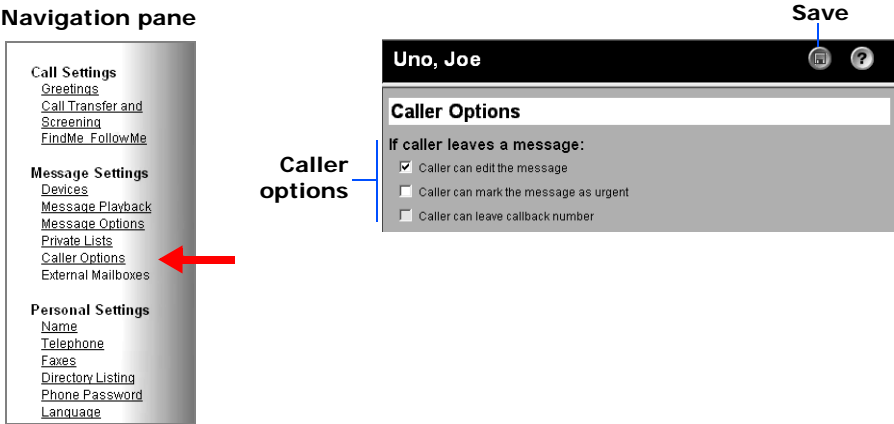 Navigation pane
Call Settings
Greetings
Call Transfer and
Screening
FindMe FollowMe
Message Settings
Devices
Message Playback
Message Options
Private Lists
Caller Options
External Mailboxes
Personal Settings
Name
Telephone
Faxes
Directory Listing
Phone Password
Language
Save
Uno, Joe
?
Caller Options
Caller
options
If caller leaves a message:
Caller can edit the message
Caller can mark the message as urgent
Caller can leave callback number